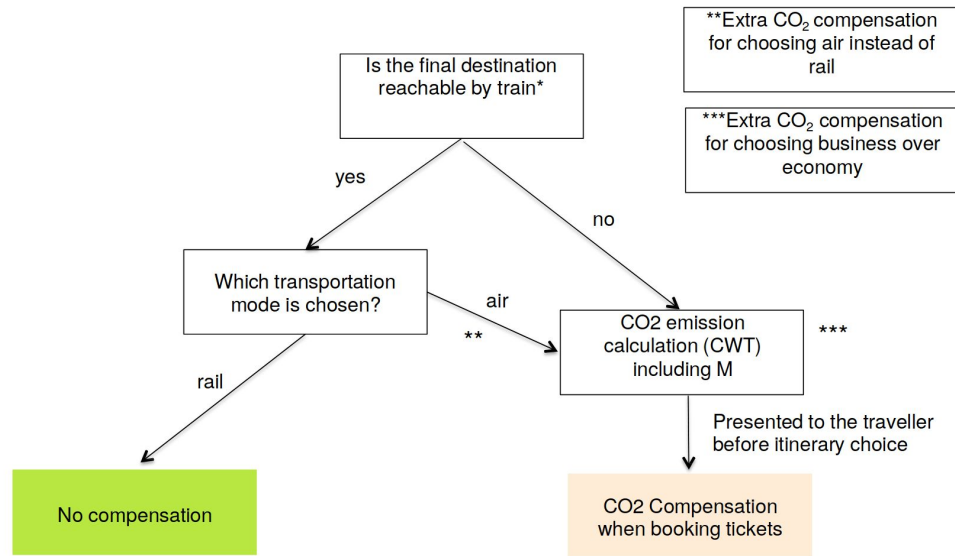 **Extra CO₂ compensation
for choosing air instead of
rail
Is the final destination
reachable by train*
***Extra CO₂ compensation
for choosing business over
economy
yes
no
Which transportation
mode is chosen?
air
**
CO2 emission
calculation (CWT)
including M
***
rail
Presented to the traveller
before itinerary choice
No compensation
CO2 Compensation
when booking tickets